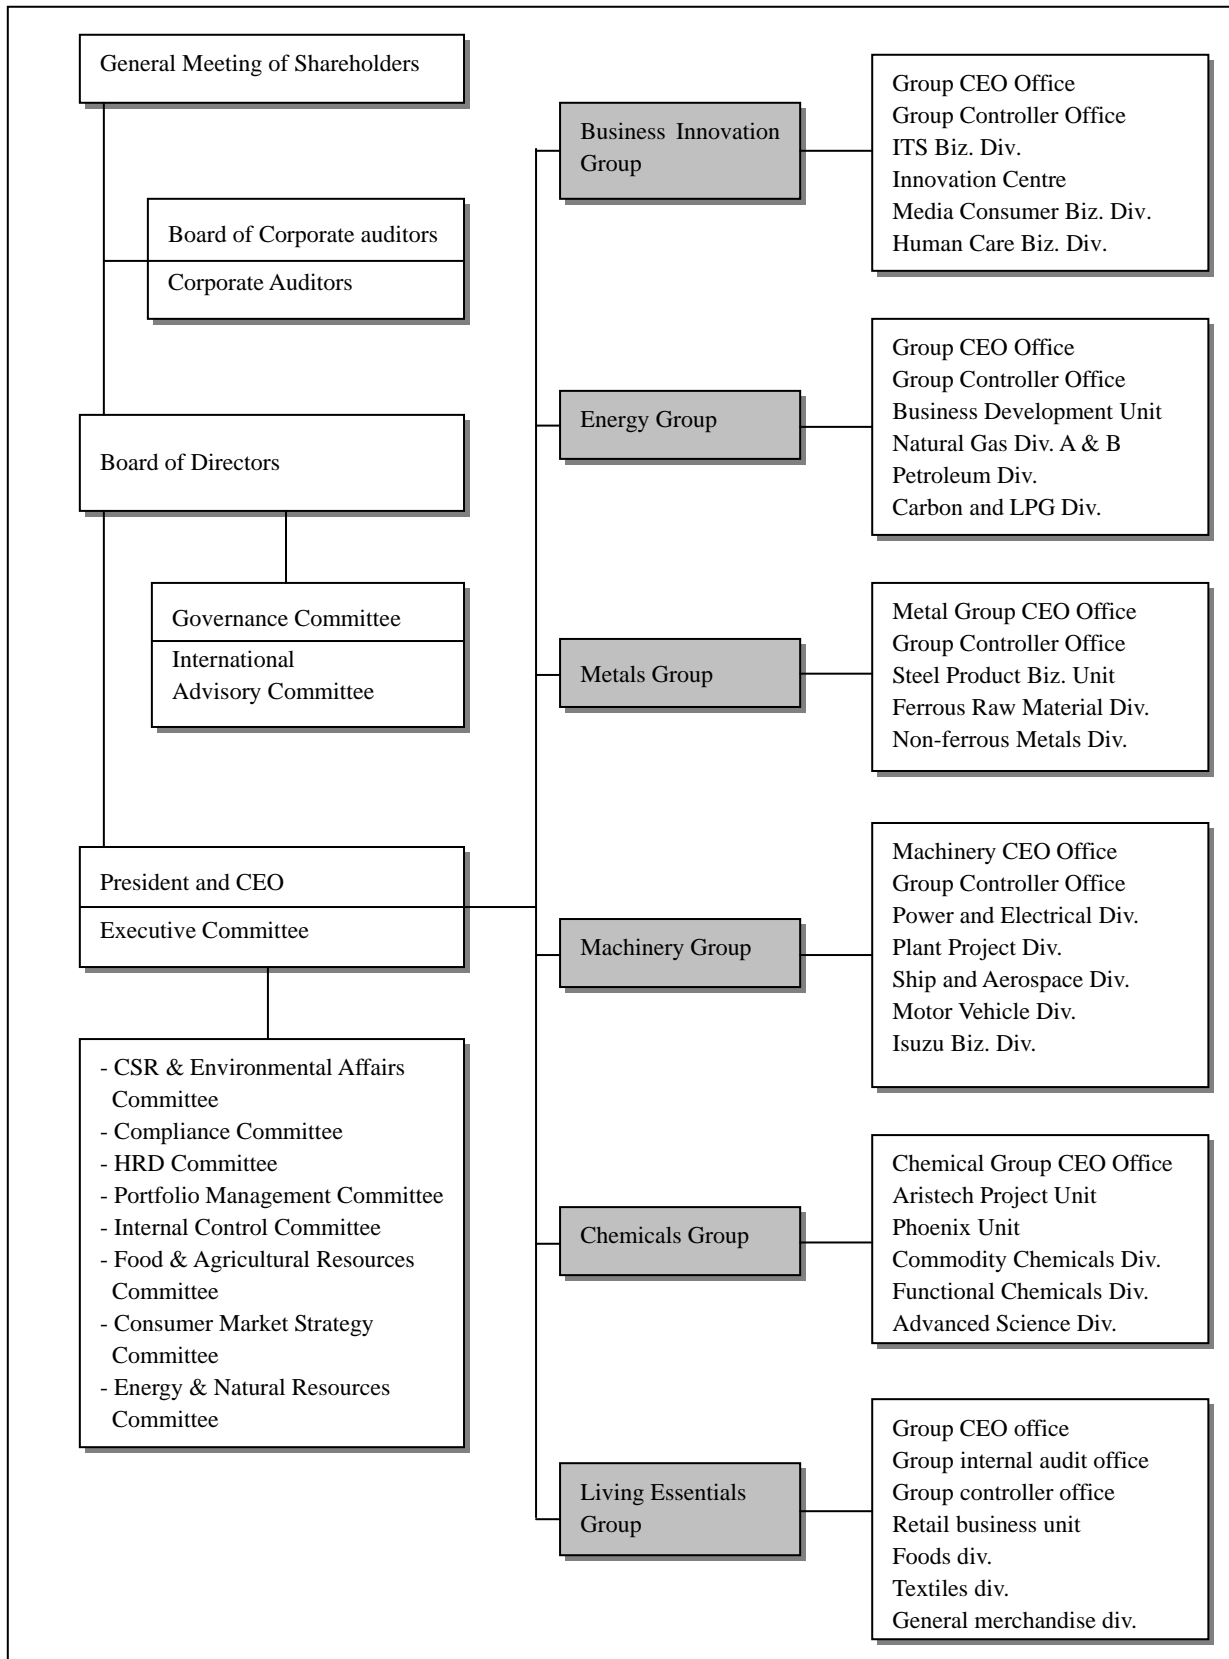 General Meeting of Shareholders
Board of Corporate auditors
Corporate Auditors
Board of Directors
Governance Committee
International
Advisory Committee
President and CEO
Executive Committee
- CSR & Environmental Affairs
Committee
- Compliance Committee
- HRD Committee
- Portfolio Management Committee
- Internal Control Committee
- Food & Agricultural Resources
Committee
- Consumer Market Strategy
Committee
- Energy & Natural Resources
Committee
Business Innovation
Group
Group CEO Office
Group Controller Office
ITS Biz. Div.
Innovation Centre
Media Consumer Biz. Div.
Human Care Biz. Div.
Energy Group
Group CEO Office
Group Controller Office
Business Development Unit
Natural Gas Div. A & B
Petroleum Div.
Carbon and LPG Div.
Metals Group
Metal Group CEO Office
Group Controller Office
Steel Product Biz. Unit
Ferrous Raw Material Div.
Non-ferrous Metals Div.
Machinery Group
Machinery CEO Office
Group Controller Office
Power and Electrical Div.
Plant Project Div.
Ship and Aerospace Div.
Motor Vehicle Div.
Isuzu Biz. Div.
Chemicals Group
Chemical Group CEO Office
Aristech Project Unit
Phoenix Unit
Commodity Chemicals Div.
Functional Chemicals Div.
Advanced Science Div.
Living Essentials
Group
Group CEO office
Group internal audit office
Group controller office
Retail business unit
Foods div.
Textiles div.
General merchandise div.